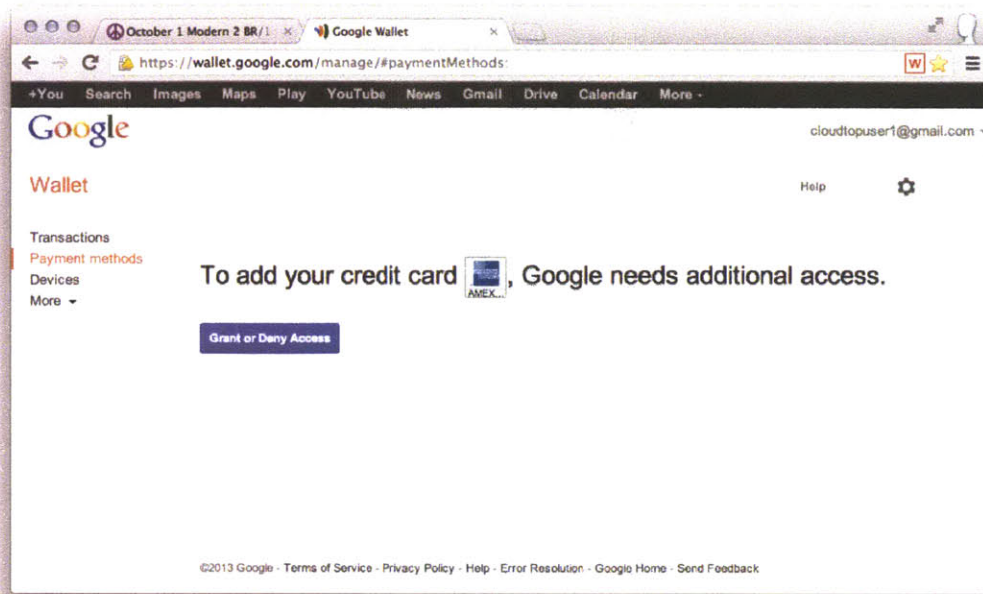 October 1 Modern 2 BR/1
Google Wallet
https://wallet.google.com/manage/#paymentMethods:
W
+You Search Images Maps Play YouTube News Gmail Drive Calendar More
Google
cloudtopuser1@gmail.com
Wallet
Help
Transactions
Payment methods
Devices
More
To add your credit card AMEX..., Google needs additional access.
Grant or Deny Access
©2013 Google - Terms of Service - Privacy Policy - Help - Error Resolution - Google Home - Send Feedback